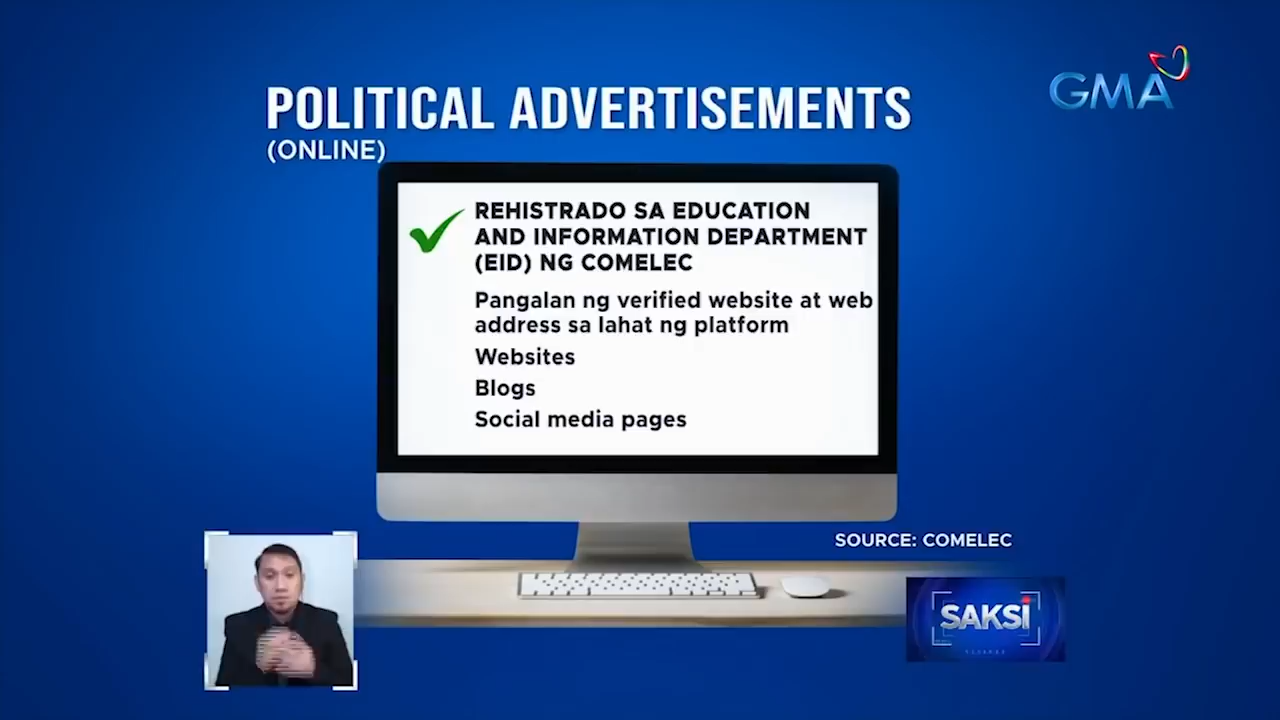 GMA
POLITICAL ADVERTISEMENTS
(ONLINE)
REHISTRADO SA EDUCATION
AND INFORMATION DEPARTMENT
(EID) NG COMELEC
Pangalan ng verified website at web
address sa lahat ng platform
Websites
Blogs
Social media pages
SOURCE: COMELEC
SAKSI